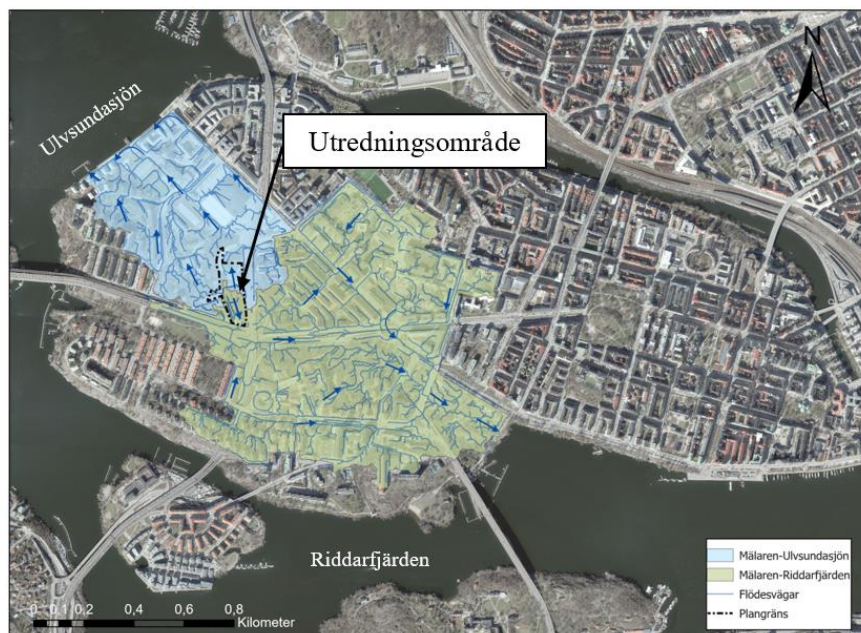 Ulvsundasjön
Utredningsområde
N
Riddarfjärden
0 0,1 0,2 0,4 0,6 0,8
Kilometer
Mälaren-Ulvsundasjön
Mälaren-Riddarfjärden
Flödesvägar
Plangräns